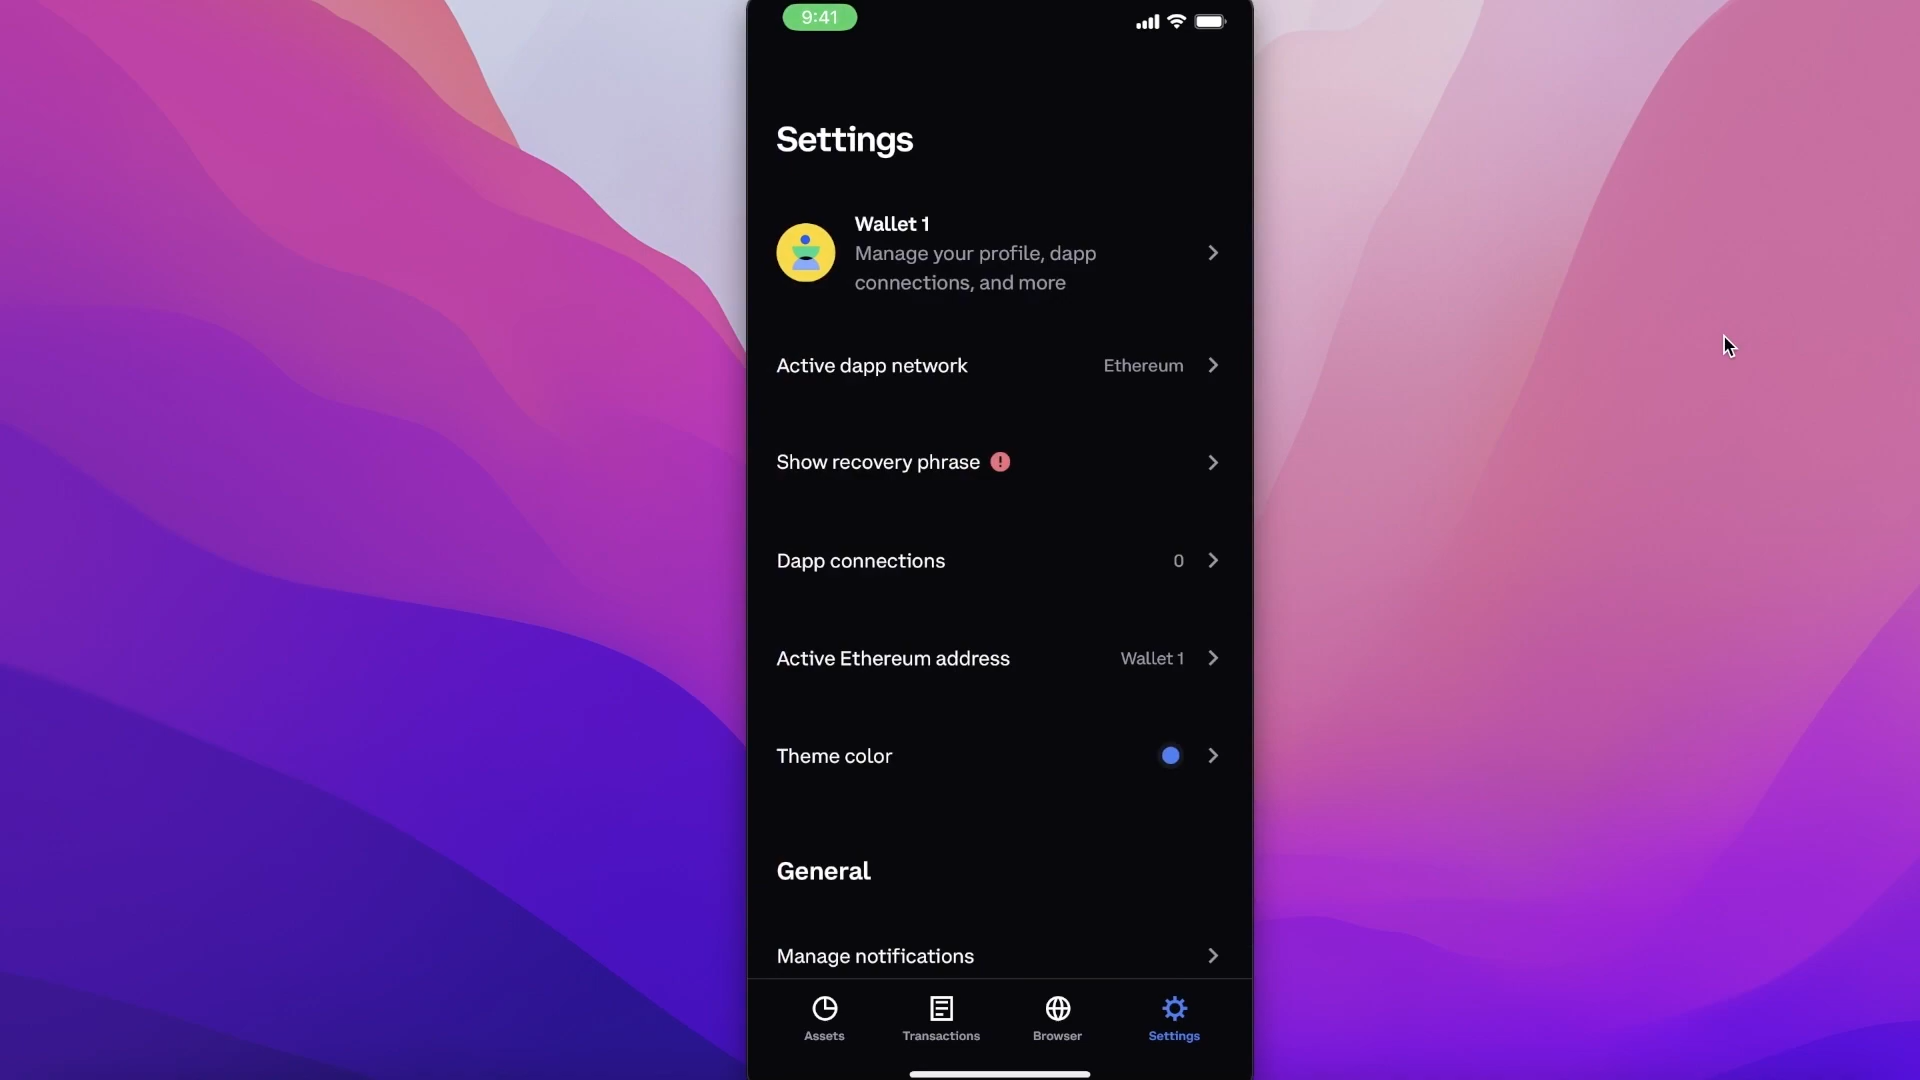 9:41
Settings
Wallet 1
Manage your profile, dapp
connections, and more
Active dapp network
Ethereum
Show recovery phrase
Dapp connections
0
Active Ethereum address
Wallet 1
Theme color
General
Manage notifications
Assets
Transactions
Browser
Settings